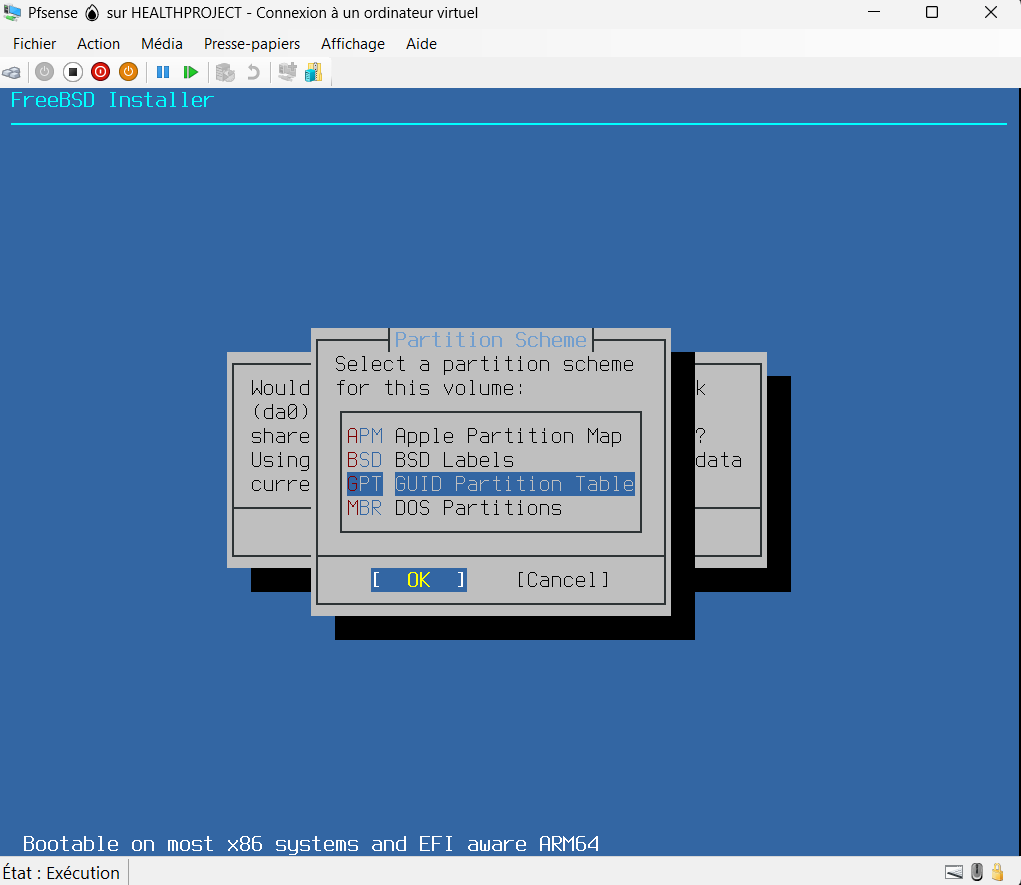 Pfsense sur HEALTHPROJECT - Connexion à un ordinateur virtuel
Fichier Action Média Presse-papiers Affichage Aide
FreeBSD Installer
Partition Scheme
Select a partition scheme
for this volume:
Would k
(da0)
share ?
Using data
curre
APM Apple Partition Map
BSD BSD Labels
GPT GUID Partition Table
MBR DOS Partitions
[ OK ] [Cancel]
Bootable on most x86 systems and EFI aware ARM64
État : Exécution